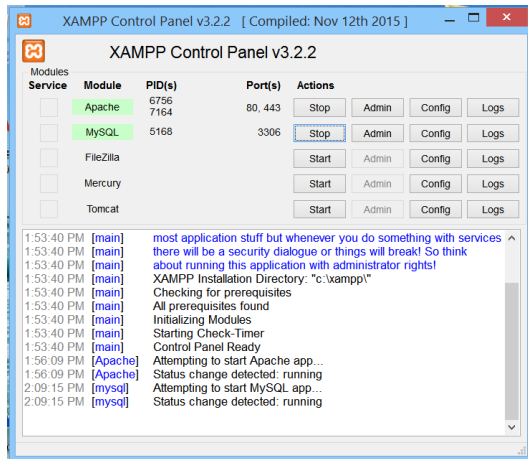 XAMPP Control Panel v3.2.2 [ Compiled: Nov 12th 2015 ]
XAMPP Control Panel v3.2.2
Modules
Service Module PID(s) Port(s) Actions
Apache 6756 7164 80, 443 Stop Admin Config Logs
MySQL 5168 3306 Stop Admin Config Logs
FileZilla Start Admin Config Logs
Mercury Start Admin Config Logs
Tomcat Start Admin Config Logs
1:53:40 PM [main] most application stuff but whenever you do something with services
1:53:40 PM [main] there will be a security dialogue or things will break! So think
1:53:40 PM [main] about running this application with administrator rights!
1:53:40 PM [main] XAMPP Installation Directory: "c:\xampp\"
1:53:40 PM [main] Checking for prerequisites
1:53:40 PM [main] All prerequisites found
1:53:40 PM [main] Initializing Modules
1:53:40 PM [main] Starting Check-Timer
1:53:40 PM [main] Control Panel Ready
1:56:09 PM [Apache] Attempting to start Apache app...
1:56:09 PM [Apache] Status change detected: running
2:09:15 PM [mysql] Attempting to start MySQL app...
2:09:15 PM [mysql] Status change detected: running